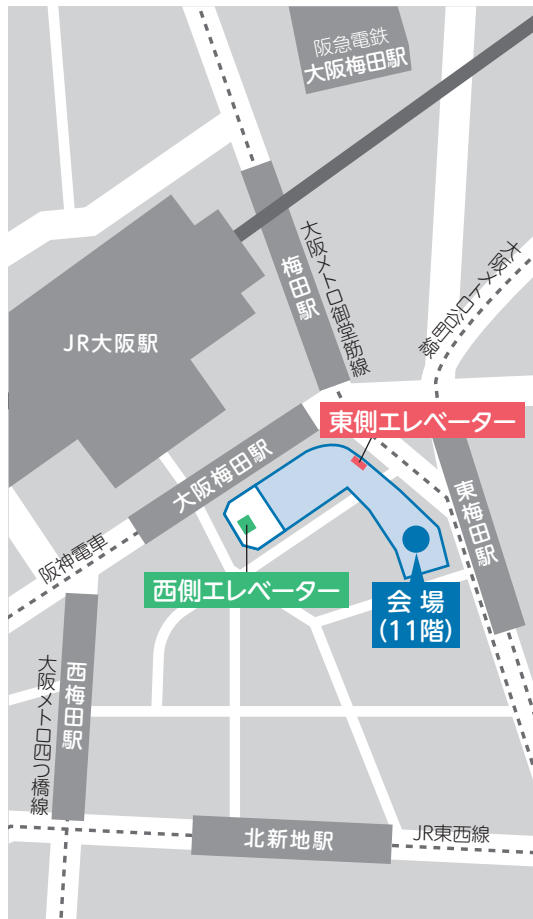 阪急電鉄
大阪梅田駅
大阪メトロ御堂筋線
梅田駅
大阪メトロ谷町線
JR大阪駅
東側エレベーター
大阪梅田駅
東梅田駅
阪神電車
西側エレベーター
会場
(11階)
西梅田駅
大阪メトロ四つ橋線
北新地駅
JR東西線